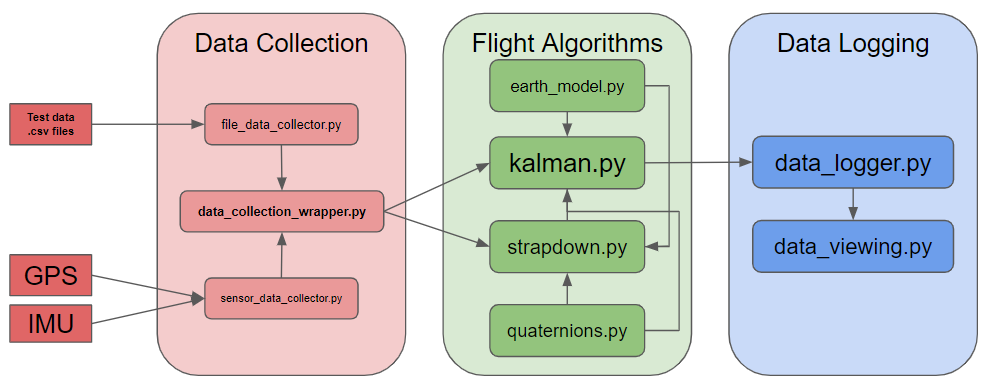 Data Collection
Flight Algorithms
Data Logging
earth_model.py
Test data
.csv files
file_data_collector.py
kalman.py
data_logger.py
data_collection_wrapper.py
strapdown.py
data_viewing.py
GPS
sensor_data_collector.py
IMU
quaternions.py